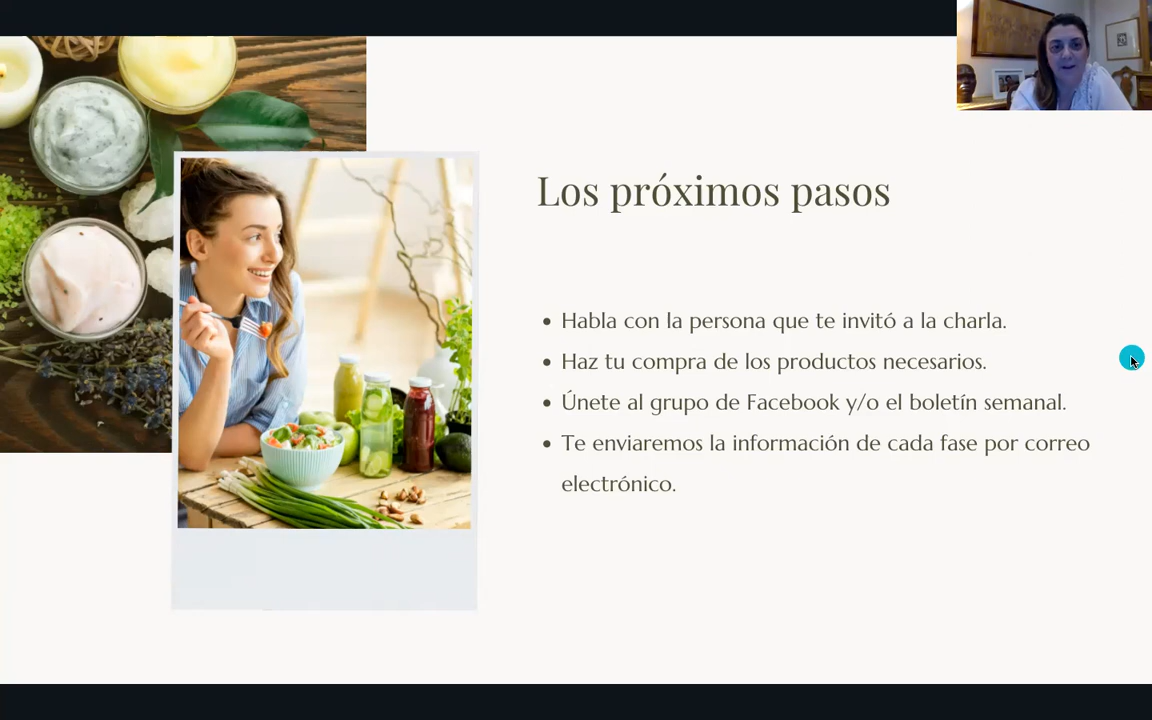 Los próximos pasos
• Habla con la persona que te invitó a la charla.
• Haz tu compra de los productos necesarios.
• Únete al grupo de Facebook y/o el boletín semanal.
• Te enviaremos la información de cada fase por correo
electrónico.